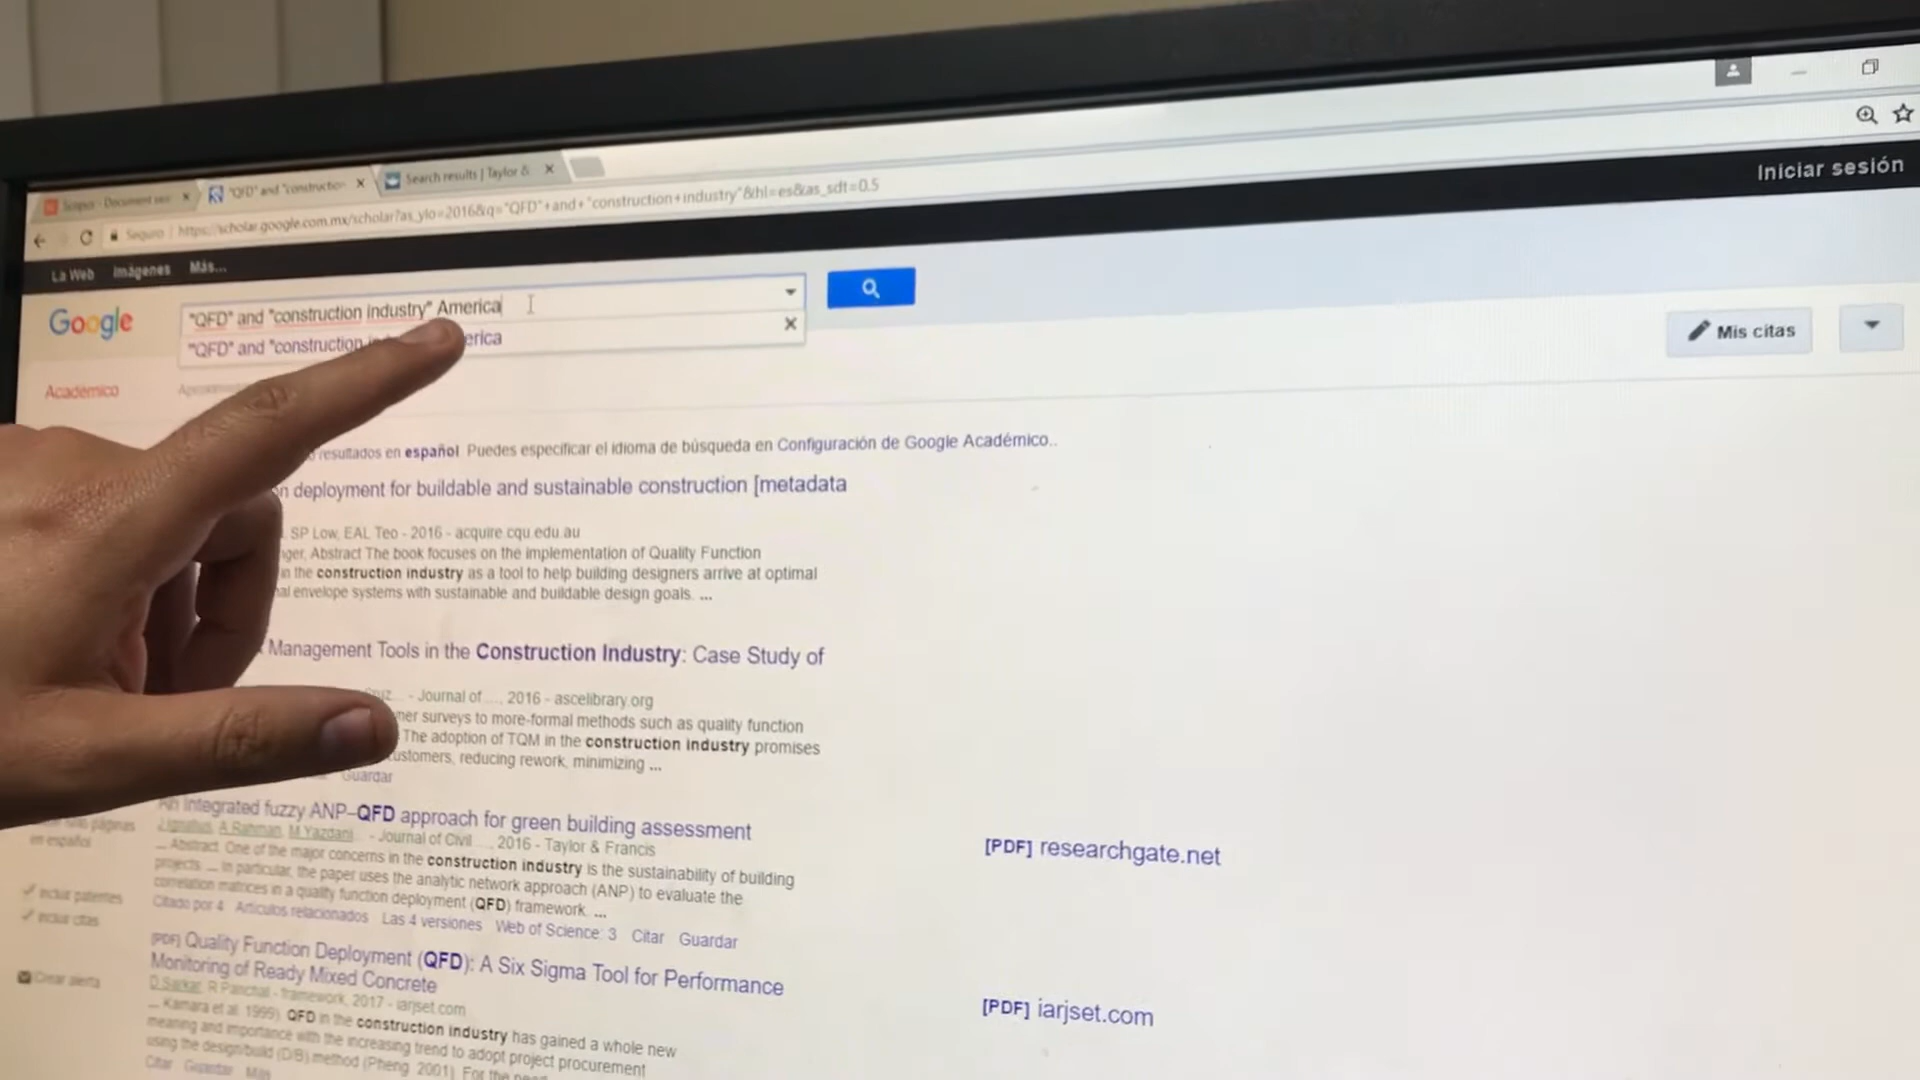 Iniciar sesión
Scopus - Document sea
"QFD" and "construction
Search results | Taylor &
Seguro | https://scholar.google.com.mx/scholar?as_ylo=2016&q="QFD"+and+"construction+industry"&hl=es&as_sdt=0.5
La Web Imágenes Más...
Google
"QFD" and "construction industry" America
"QFD" and "construction erica
Académico
Mis citas
resultados en español. Puedes especificar el idioma de búsqueda en Configuración de Google Académico..
n deployment for buildable and sustainable construction [metadata
SP Low, EAL Teo - 2016 - acquire.cqu.edu.au
nger, Abstract The book focuses on the implementation of Quality Function
in the construction industry as a tool to help building designers arrive at optimal
al envelope systems with sustainable and buildable design goals. ...
Management Tools in the Construction Industry: Case Study of
Cruz... - Journal of ..., 2016 - ascelibrary.org
mer surveys to more-formal methods such as quality function
The adoption of TQM in the construction industry promises
customers, reducing rework, minimizing ...
Guardar
An integrated fuzzy ANP–QFD approach for green building assessment
J Ignatius, A Rahman, M Yazdani... - Journal of Civil ..., 2016 - Taylor & Francis
... Abstract One of the major concerns in the construction industry is the sustainability of building
projects. ... In particular, the paper uses the analytic network approach (ANP) to evaluate the
correlation matrices in a quality function deployment (QFD) framework. ...
Citado por 4 Artículos relacionados Las 4 versiones Web of Science: 3 Citar Guardar
[PDF] researchgate.net
[PDF] Quality Function Deployment (QFD): A Six Sigma Tool for Performance
Monitoring of Ready Mixed Concrete
D Sarkar, R Panchal - framework, 2017 - iarjset.com
... Kamara et al. 1999). QFD in the construction industry has gained a whole new
meaning and importance with the increasing trend to adopt project procurement
using the design/build (D/B) method (Pheng, 2001). For the
Citar Guardar Más
[PDF] iarjset.com
páginas
en español
incluir patentes
incluir citas
Crear alerta